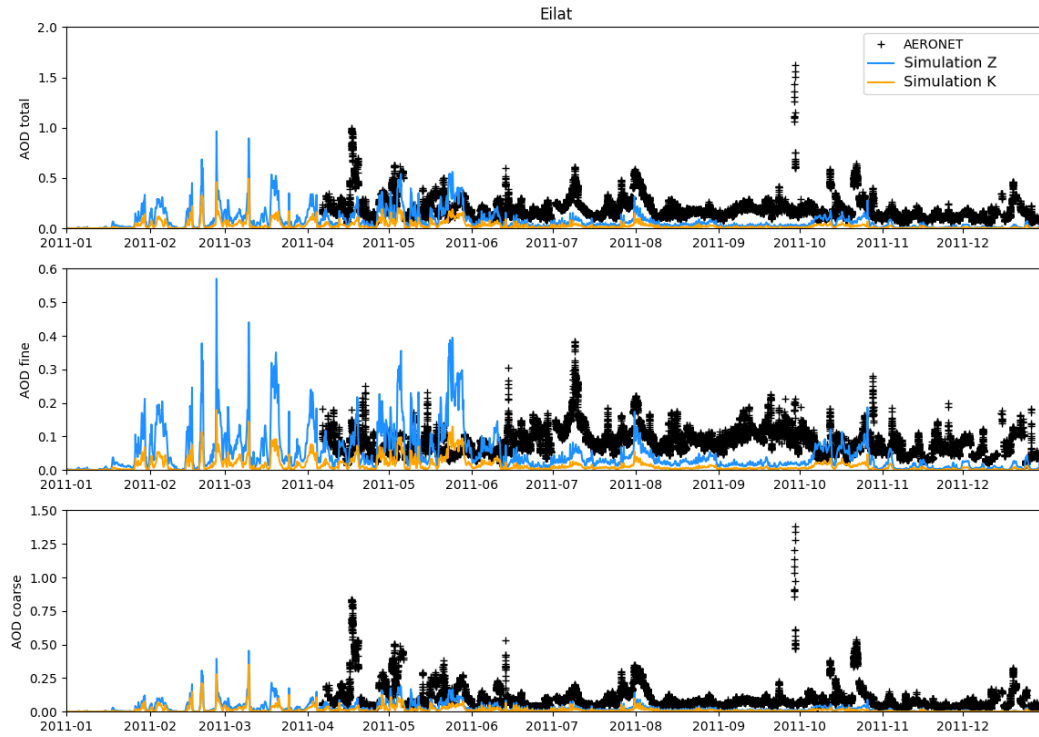 Eilat
2.0
1.5
1.0
0.5
0.0
AOD total
AERONET
Simulation Z
Simulation K
2011-01 2011-02 2011-03 2011-04 2011-05 2011-06 2011-07 2011-08 2011-09 2011-10 2011-11 2011-12
0.6
0.5
0.4
0.3
0.2
0.1
0.0
AOD fine
2011-01 2011-02 2011-03 2011-04 2011-05 2011-06 2011-07 2011-08 2011-09 2011-10 2011-11 2011-12
1.50
1.25
1.00
0.75
0.50
0.25
0.00
AOD coarse
2011-01 2011-02 2011-03 2011-04 2011-05 2011-06 2011-07 2011-08 2011-09 2011-10 2011-11 2011-12